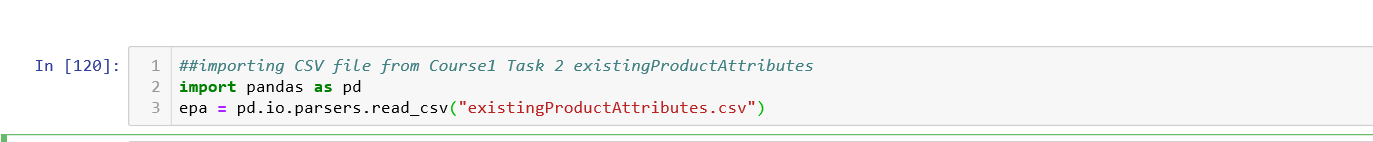 In [120]:
1 ##importing CSV file from Course1 Task 2 existingProductAttributes
2 import pandas as pd
3 epa = pd.io.parsers.read_csv("existingProductAttributes.csv")